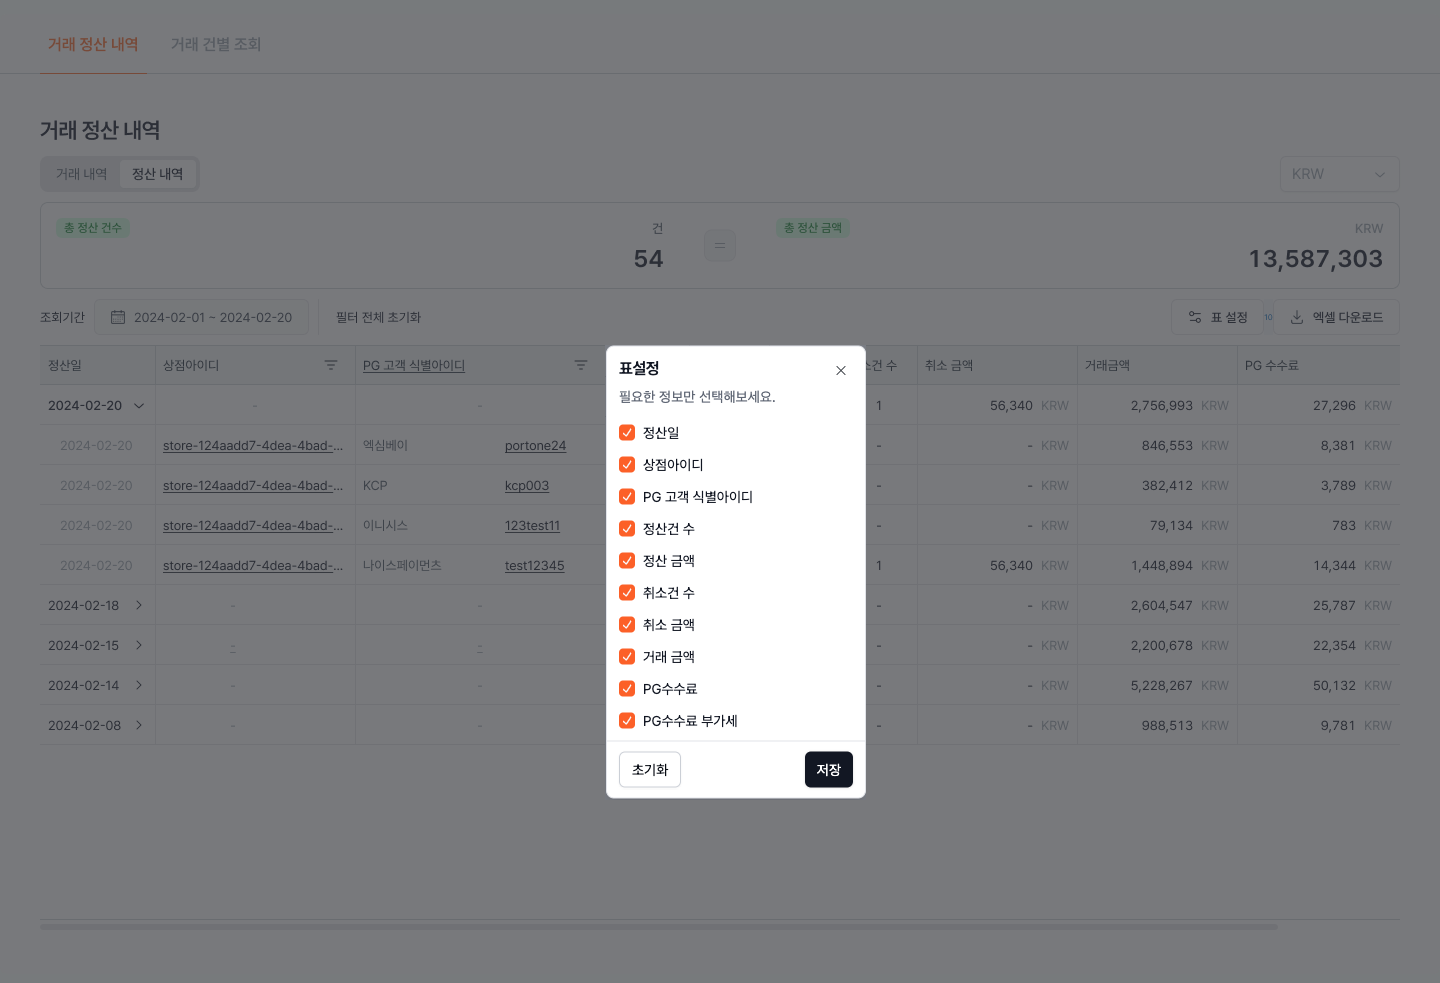 거래 정산 내역 거래 건별 조회
거래 정산 내역
거래 내역 정산 내역 KRW
총 정산 건수 건 총 정산 금액 KRW
54 = 13,587,303
조회기간 2024-02-01 ~ 2024-02-20 필터 전체 초기화 표 설정 10 엑셀 다운로드
정산일 상점아이디 PG 고객 식별아이디 소건 수 취소 금액 거래금액 PG 수수료
2024-02-20 - - 1 56,340 KRW 2,756,993 KRW 27,296 KRW
2024-02-20 store-124aadd7-4dea-4bad-... 엑심베이 portone24 - - KRW 846,553 KRW 8,381 KRW
2024-02-20 store-124aadd7-4dea-4bad-... KCP kcp003 - - KRW 382,412 KRW 3,789 KRW
2024-02-20 store-124aadd7-4dea-4bad-... 이니시스 123test11 - - KRW 79,134 KRW 783 KRW
2024-02-20 store-124aadd7-4dea-4bad-... 나이스페이먼츠 test12345 1 56,340 KRW 1,448,894 KRW 14,344 KRW
2024-02-18 - - - - KRW 2,604,547 KRW 25,787 KRW
2024-02-15 - - - - KRW 2,200,678 KRW 22,354 KRW
2024-02-14 - - - - KRW 5,228,267 KRW 50,132 KRW
2024-02-08 - - - - KRW 988,513 KRW 9,781 KRW
표설정
필요한 정보만 선택해보세요.
정산일
상점아이디
PG 고객 식별아이디
정산건 수
정산 금액
취소건 수
취소 금액
거래 금액
PG수수료
PG수수료 부가세
초기화 저장